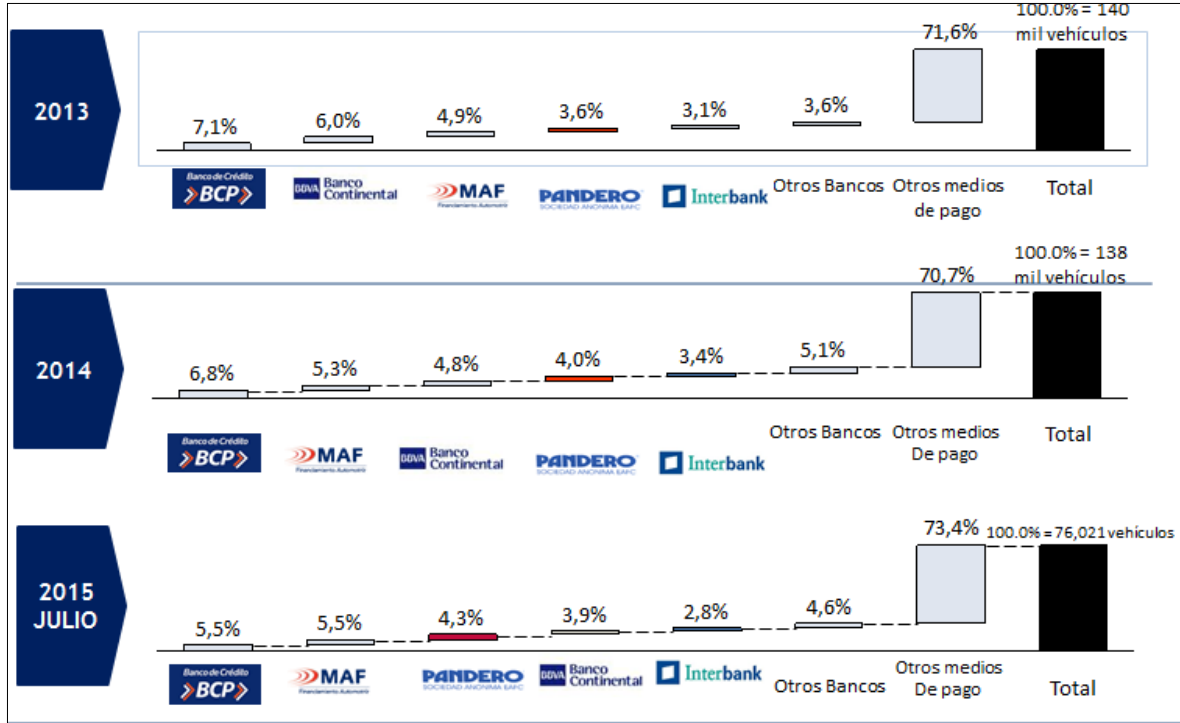 100.0% = 140
mil vehículos
71,6%
2013
7,1%
6,0%
4,9%
3,6%
3,1%
3,6%
Banco de Crédito
>BCP>
BBVA Banco
Continental
MAF
Financiamiento Automotriz
PANDERO
SOCIEDAD ANONIMA EAFC
Interbank
Otros Bancos
Otros medios
de pago
Total
100.0% = 138
mil vehículos
70,7%
2014
6,8%
5,3%
4,8%
4,0%
3,4%
5,1%
Banco de Crédito
>BCP>
MAF
Financiamiento Automotriz
BBVA Banco
Continental
PANDERO
SOCIEDAD ANONIMA EAFC
Interbank
Otros Bancos
Otros medios
De pago
Total
73,4%
100.0% = 76,021 vehículos
2015
JULIO
5,5%
5,5%
4,3%
3,9%
2,8%
4,6%
Banco de Crédito
>BCP>
MAF
Financiamiento Automotriz
PANDERO
SOCIEDAD ANONIMA EAFC
BBVA Banco
Continental
Interbank
Otros Bancos
Otros medios
De pago
Total